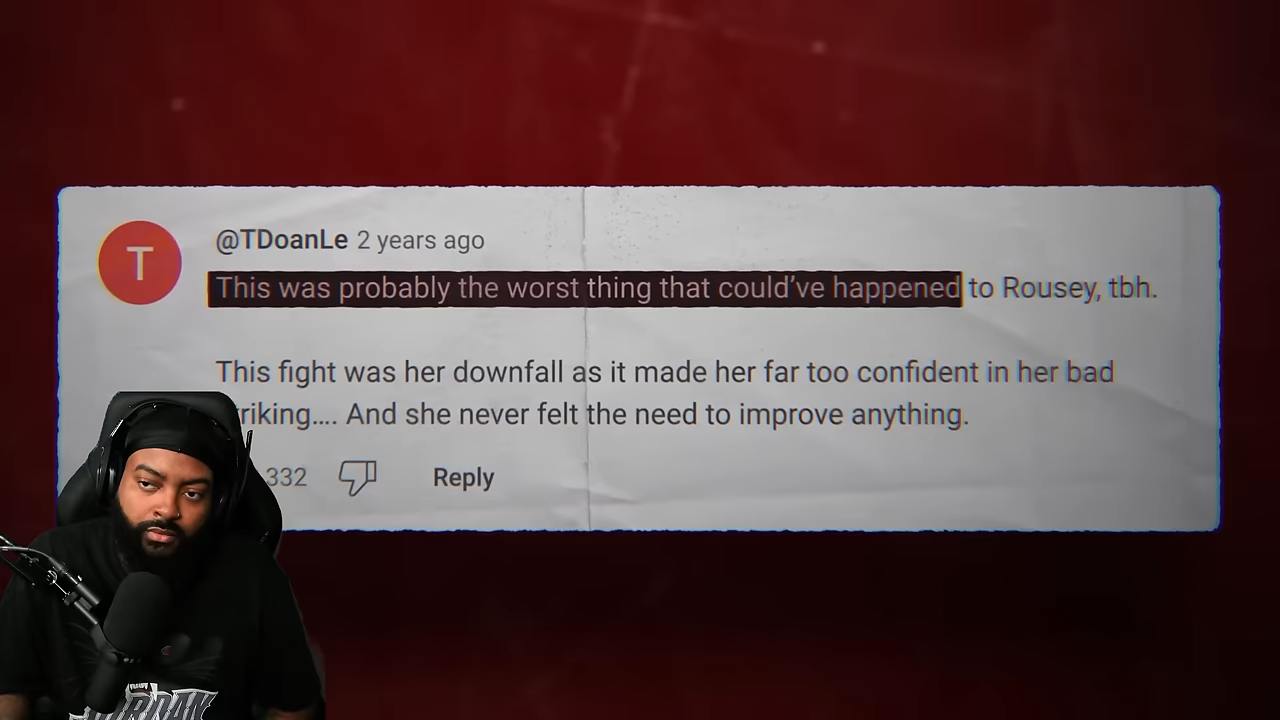 T
@TDoanLe 2 years ago
This was probably the worst thing that could've happened to Rousey, tbh.
This fight was her downfall as it made her far too confident in her bad
riking.... And she never felt the need to improve anything.
332 Reply
JORDAN